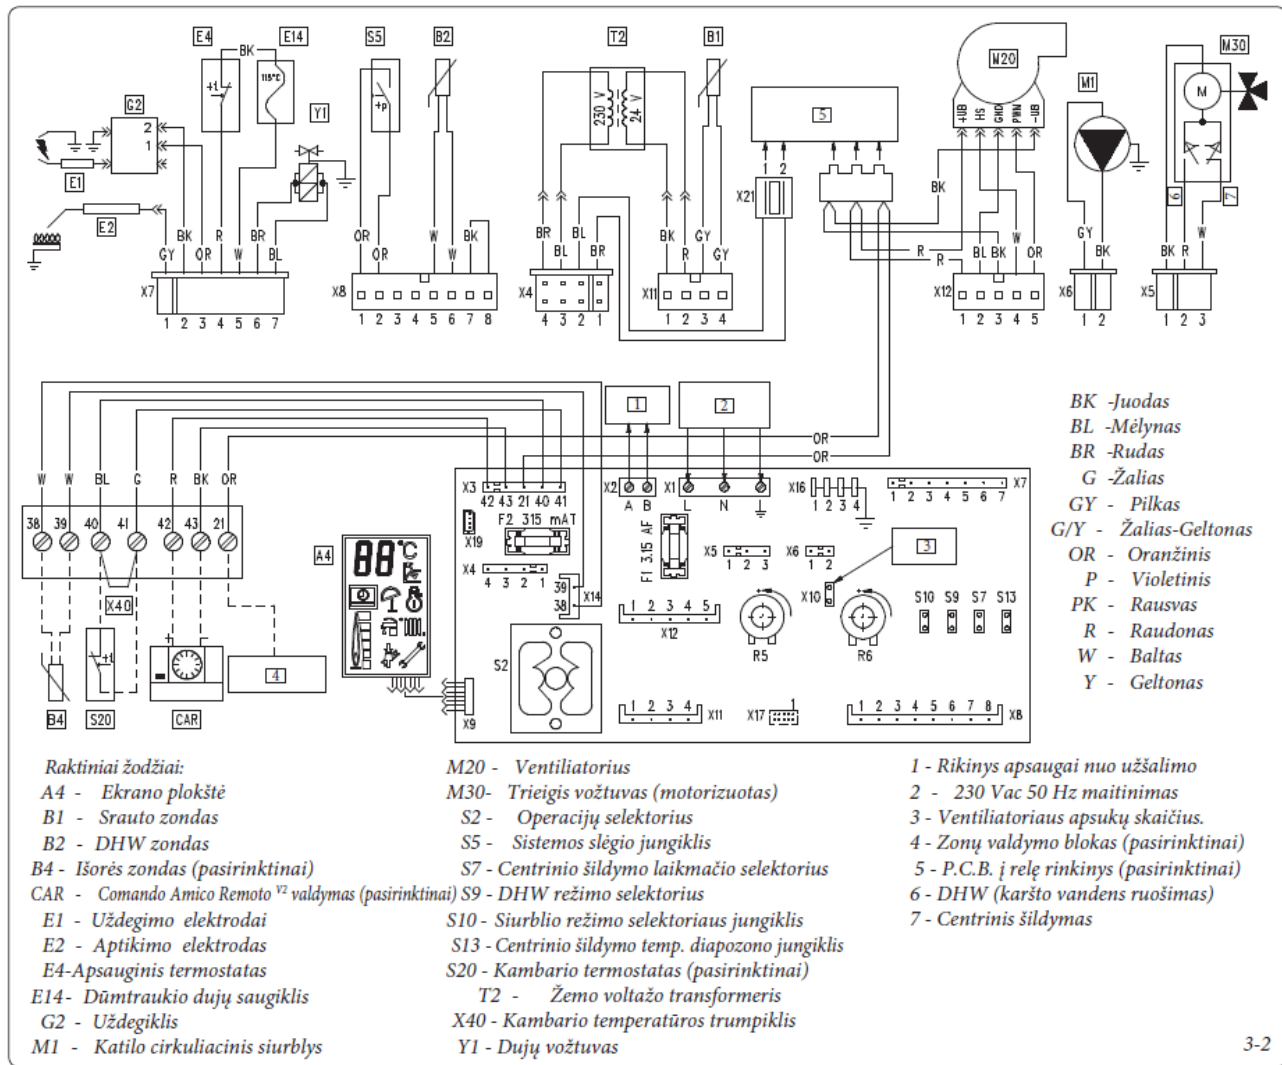 E4 E14 S5 B2 T2 B1 M20 M30
BK
M1
G2 115°C Y1
+t +p 230 V 24 V 5 M
2
1
+UB HS GND PWM -UB
E1
1 2
X21
BK
6 7
E2
GY BK OR R W BR BL OR OR W W BK BR BL BL BR BK R GY GY R R BL BK W OR GY BK BK R W
X7 X8 X4 X11 X12 X6 X5
1 2 3 4 5 6 7
1 2 3 4 5 6 7 8
4 3 2 1
1 2 3 4
1 2 3 4 5
1 2
1 2 3
1 2
OR
OR
W W BL G R BK OR
38 39 40 41 42 43 21
X40
+t
4
B4 S20 CAR
A4
88 °C
X3 42 43 21 40 41
X2 A B
X1 L N
X16 1 2 3 4
1 2 3 4 5 6 7 X7
X19
F2 315 mAT
F1 3.15 AF
X4 4 3 2 1
X5 1 2 3
X6 1 2
3
39
38 X14
X10
S10 S9 S7 S13
1 2 3 4 5
X12
R5 R6
S2
X9
1 2 3 4 X11
X17 1
1 2 3 4 5 6 7 8 X8
BK -Juodas
BL -Mėlynas
BR -Rudas
G -Žalias
GY - Pilkas
G/Y - Žalias-Geltonas
OR - Oranžinis
P - Violetinis
PK - Rausvas
R - Raudonas
W - Baltas
Y - Geltonas
Raktiniai žodžiai:
A4 - Ekrano plokštė
B1 - Srauto zondas
B2 - DHW zondas
B4 - Išorės zondas (pasirinktinai)
CAR - Comando Amico Remoto V2 valdymas (pasirinktinai)
E1 - Uždegimo elektrodai
E2 - Aptikimo elektrodas
E4-Apsauginis termostatas
E14- Dūmtraukio dujų saugiklis
G2 - Uždegiklis
M1 - Katilo cirkuliacinis siurblys
M20 - Ventiliatorius
M30- Trieigis vožtuvas (motorizuotas)
S2 - Operacijų selektorius
S5 - Sistemos slėgio jungiklis
S7 - Centrinio šildymo laikmačio selektorius
S9 - DHW režimo selektorius
S10 - Siurblio režimo selektoriaus jungiklis
S13 - Centrinio šildymo temp. diapozono jungiklis
S20 - Kambario termostatas (pasirinktinai)
T2 - Žemo voltažo transformeris
X40 - Kambario temperatūros trumpiklis
Y1 - Dujų vožtuvas
1 - Rikinys apsaugai nuo užšalimo
2 - 230 Vac 50 Hz maitinimas
3 - Ventiliatoriaus apsukų skaičius.
4 - Zonų valdymo blokas (pasirinktinai)
5 - P.C.B. į relę rinkinys (pasirinktinai)
6 - DHW (karšto vandens ruošimas)
7 - Centrinis šildymas
3-2